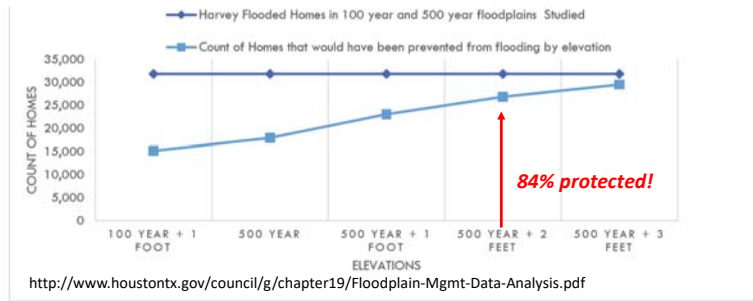 Harvey Flooded Homes in 100 year and 500 year floodplains Studied
Count of Homes that would have been prevented from flooding by elevation
35,000
30,000
25,000
20,000
15,000
10,000
5,000
0
COUNT OF HOMES
84% protected!
100 YEAR + 1 FOOT
500 YEAR
500 YEAR + 1 FOOT
500 YEAR + 2 FEET
500 YEAR + 3 FEET
ELEVATIONS
http://www.houstontx.gov/council/g/chapter19/Floodplain-Mgmt-Data-Analysis.pdf